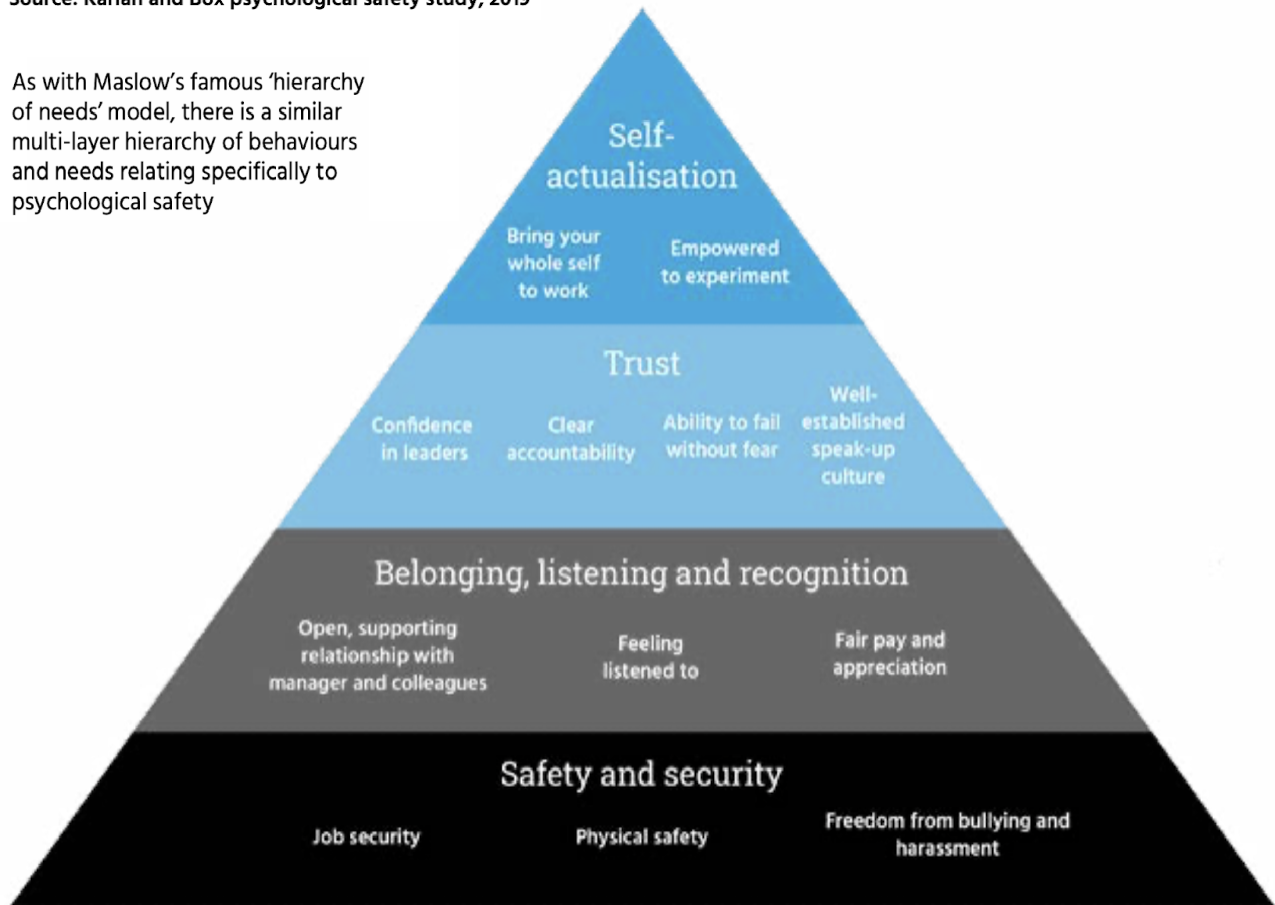 Source: Karian and Box psychological safety study, 2019
As with Maslow's famous 'hierarchy
of needs' model, there is a similar
multi-layer hierarchy of behaviours
and needs relating specifically to
psychological safety
Self-
actualisation
Bring your
whole self
to work
Empowered
to experiment
Trust
Confidence
in leaders
Clear
accountability
Ability to fail
without fear
Well-
established
speak-up
culture
Belonging, listening and recognition
Open, supporting
relationship with
manager and colleagues
Feeling
listened to
Fair pay and
appreciation
Safety and security
Job security
Physical safety
Freedom from bullying and
harassment